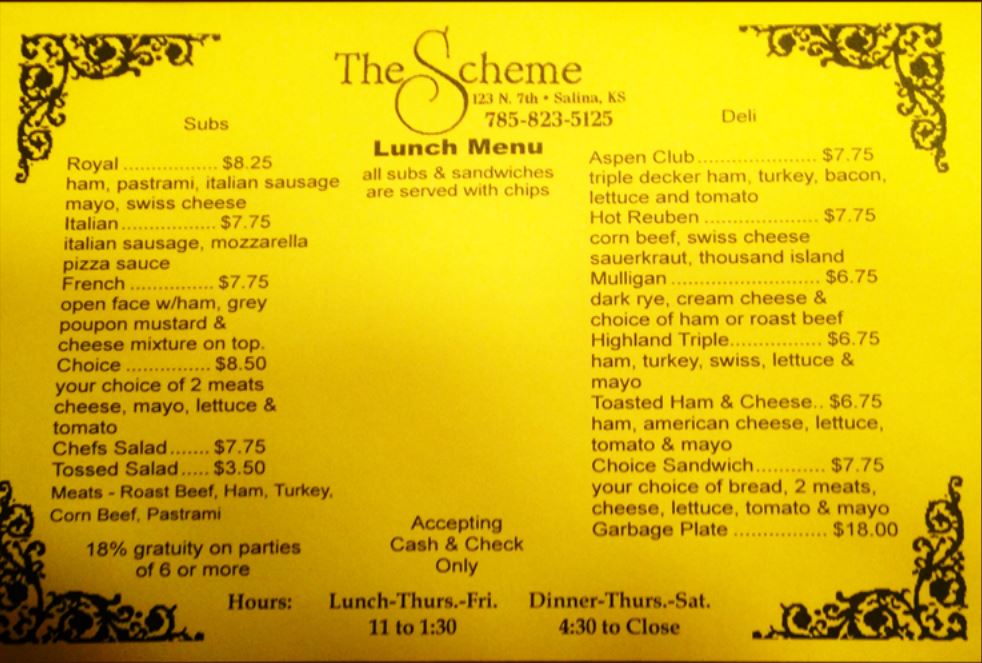 The Scheme
123 N. 7th • Salina, KS
785-823-5125
Lunch Menu
all subs & sandwiches
are served with chips
Subs
Royal .................. $8.25
ham, pastrami, italian sausage
mayo, swiss cheese
Italian .................. $7.75
italian sausage, mozzarella
pizza sauce
French ................ $7.75
open face w/ham, grey
poupon mustard &
cheese mixture on top.
Choice ................ $8.50
your choice of 2 meats
cheese, mayo, lettuce &
tomato
Chefs Salad ....... $7.75
Tossed Salad ..... $3.50
Meats - Roast Beef, Ham, Turkey,
Corn Beef, Pastrami
18% gratuity on parties
of 6 or more
Deli
Aspen Club ........................ $7.75
triple decker ham, turkey, bacon,
lettuce and tomato
Hot Reuben ....................... $7.75
corn beef, swiss cheese
sauerkraut, thousand island
Mulligan ............................. $6.75
dark rye, cream cheese &
choice of ham or roast beef
Highland Triple................. $6.75
ham, turkey, swiss, lettuce &
mayo
Toasted Ham & Cheese.. $6.75
ham, american cheese, lettuce,
tomato & mayo
Choice Sandwich............. $7.75
your choice of bread, 2 meats,
cheese, lettuce, tomato & mayo
Garbage Plate .................. $18.00
Accepting
Cash & Check
Only
Hours: Lunch-Thurs.-Fri. Dinner-Thurs.-Sat.
11 to 1:30 4:30 to Close